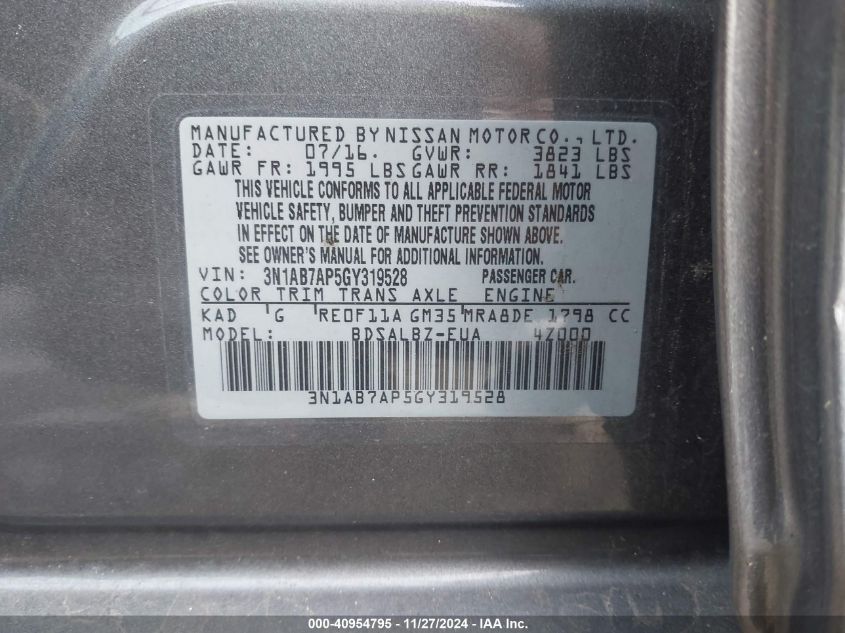 MANUFACTURED BY NISSAN MOTOR CO., LTD.
DATE: 07/16. GVWR: 3823 LBS
GAWR FR: 1995 LBS GAWR RR: 1841 LBS
THIS VEHICLE CONFORMS TO ALL APPLICABLE FEDERAL MOTOR
VEHICLE SAFETY, BUMPER AND THEFT PREVENTION STANDARDS
IN EFFECT ON THE DATE OF MANUFACTURE SHOWN ABOVE.
SEE OWNER'S MANUAL FOR ADDITIONAL INFORMATION.
VIN: 3N1AB7AP5GY319528 PASSENGER CAR.
COLOR TRIM TRANS AXLE ENGINE
KAD G RE0F11A GM35 MRA8DE 1798 CC
MODEL: BDSALBZ-EUA 4Z000
3N1AB7AP5GY319528
000-40954795 - 11/27/2024 - IAA Inc.